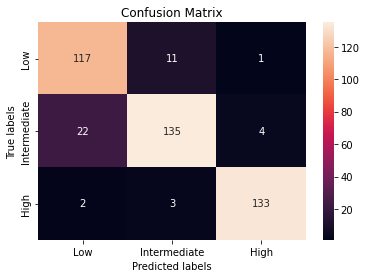 Confusion Matrix
True labels
Low
117 11 1
Intermediate
22 135 4
High
2 3 133
Low Intermediate High
Predicted labels
120
100
80
60
40
20